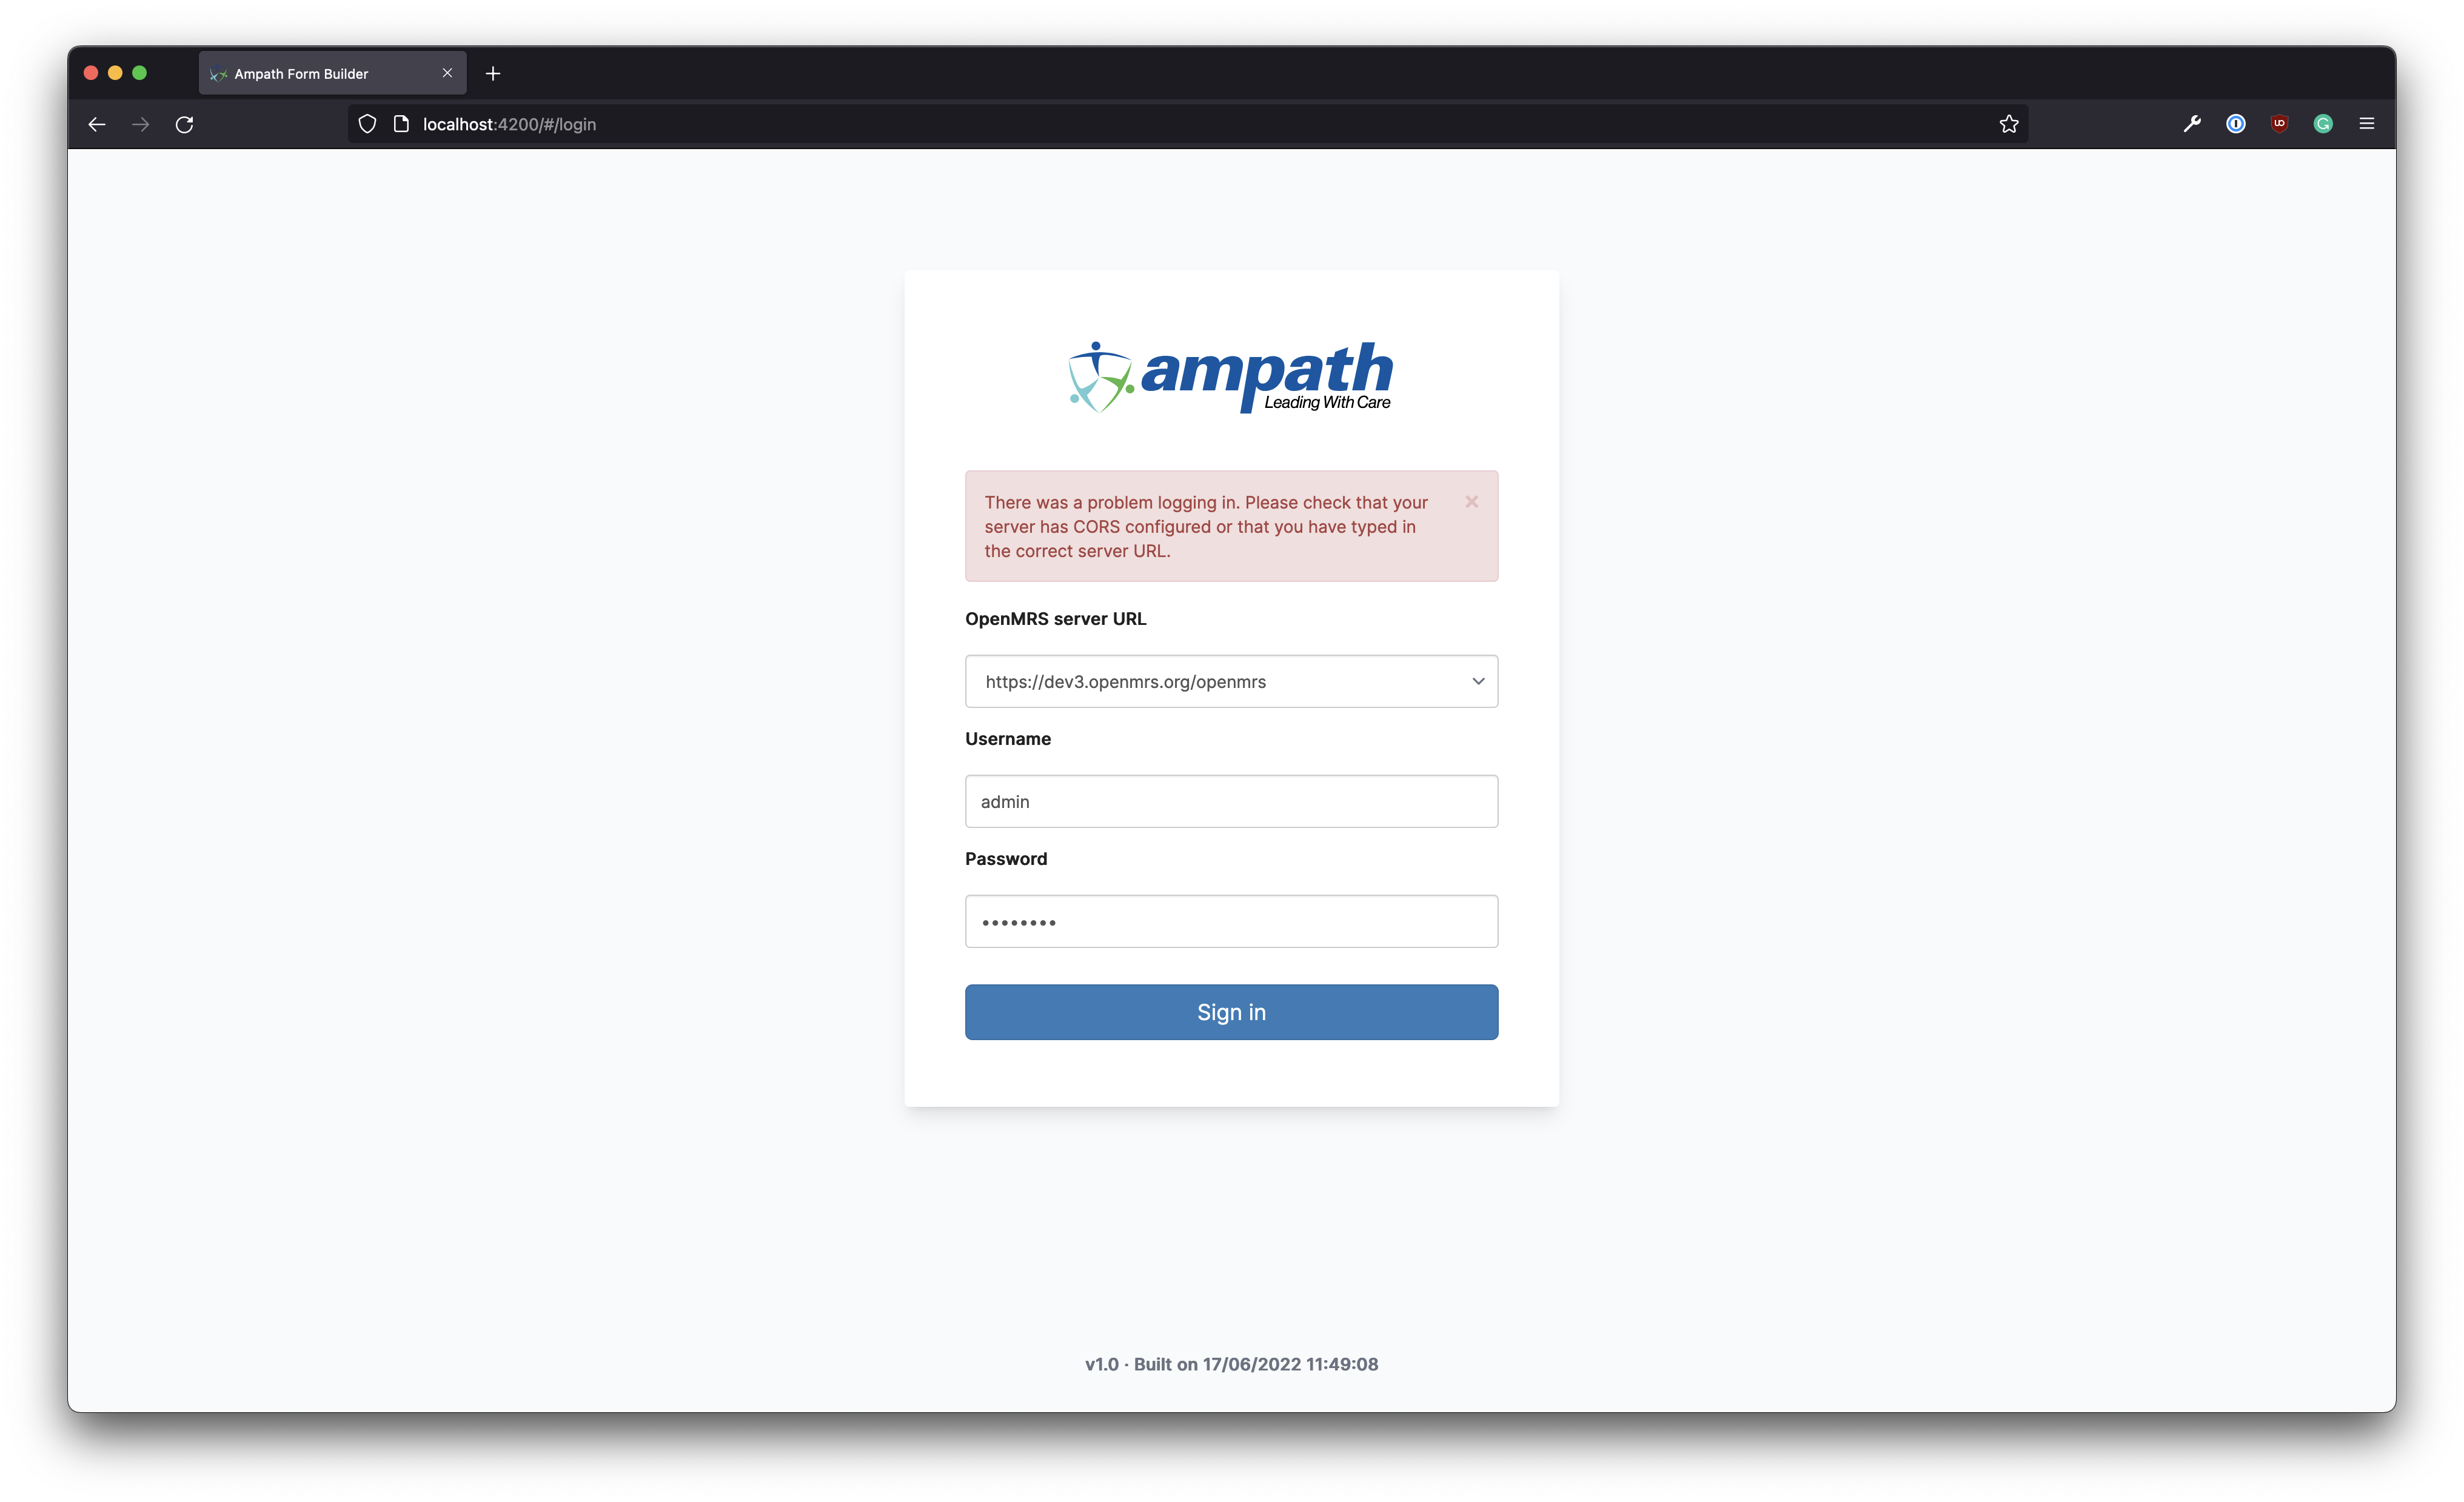 Ampath Form Builder
localhost:4200/#/login
ampath
Leading With Care
There was a problem logging in. Please check that your
server has CORS configured or that you have typed in
the correct server URL.
OpenMRS server URL
https://dev3.openmrs.org/openmrs
Username
admin
Password
••••••••
Sign in
v1.0 · Built on 17/06/2022 11:49:08